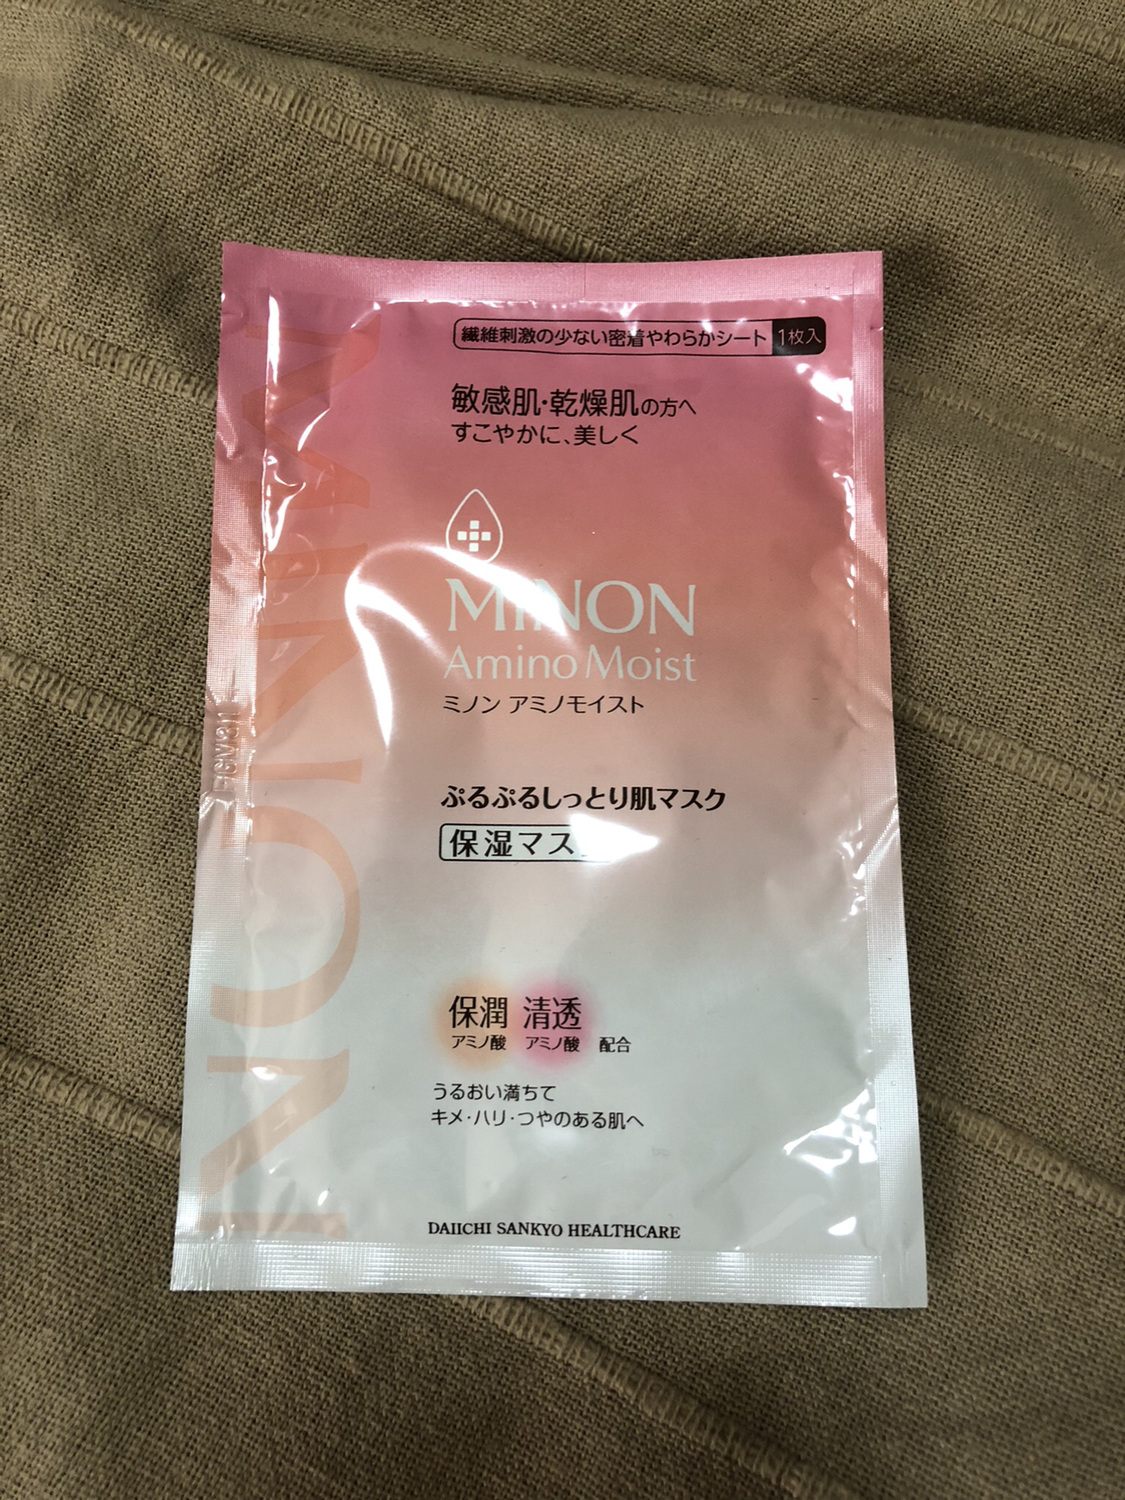 繊維刺激の少ない密着やわらかシート 1枚入
敏感肌・乾燥肌の方へ
すこやかに、美しく
MINON
Amino Moist
ミノン アミノモイスト
ぷるぷるしっとり肌マスク
保湿マス
保潤 清透
アミノ酸 アミノ酸 配合
うるおい満ちて
キメ・ハリ・つやのある肌へ
DAIICHI SANKYO HEALTHCARE
MINON